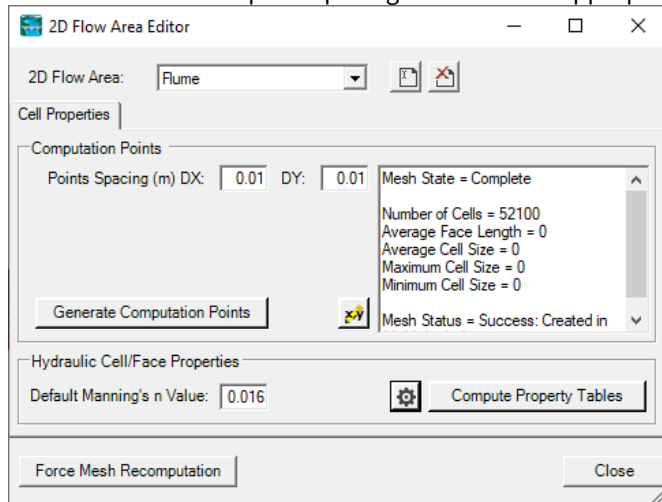 2D Flow Area Editor
2D Flow Area: Flume
Cell Properties
Computation Points
Points Spacing (m) DX: 0.01 DY: 0.01
Mesh State = Complete
Number of Cells = 52100
Average Face Length = 0
Average Cell Size = 0
Maximum Cell Size = 0
Minimum Cell Size = 0
Generate Computation Points
x,y
Mesh Status = Success: Created in
Hydraulic Cell/Face Properties
Default Manning's n Value: 0.016
Compute Property Tables
Force Mesh Recomputation
Close